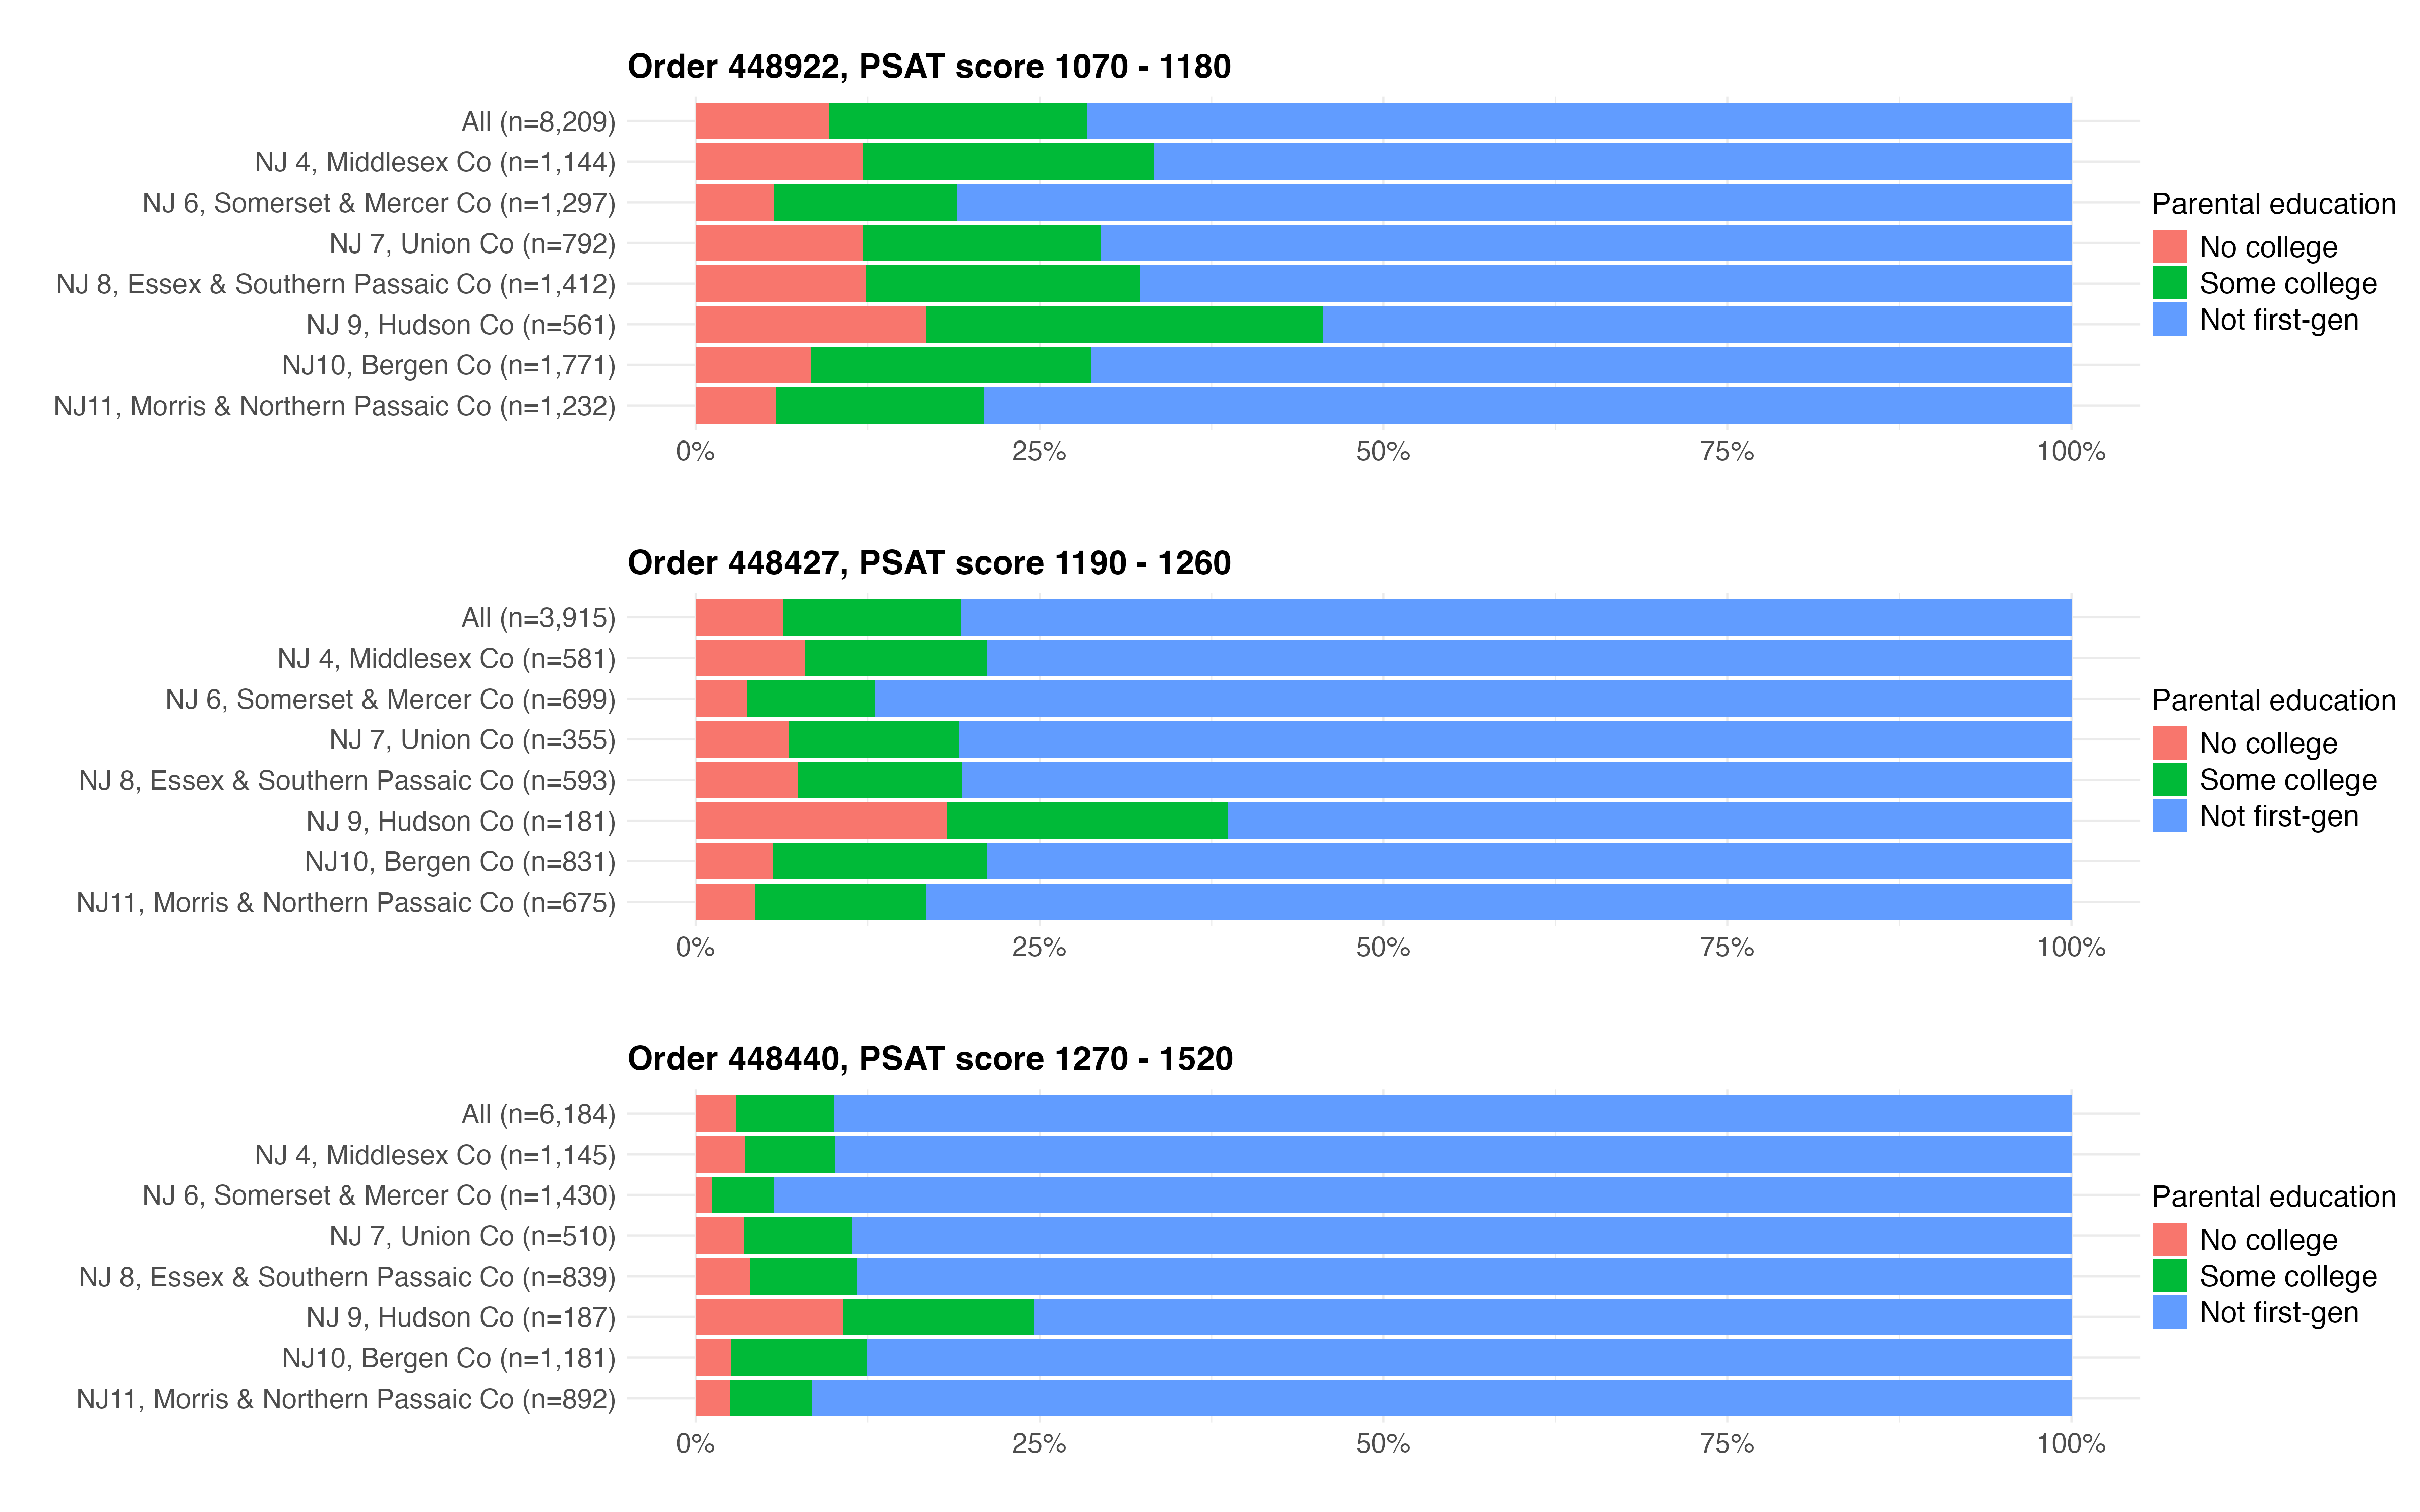 Order 448922, PSAT score 1070 - 1180
All (n=8,209)
NJ 4, Middlesex Co (n=1,144)
NJ 6, Somerset & Mercer Co (n=1,297)
NJ 7, Union Co (n=792)
NJ 8, Essex & Southern Passaic Co (n=1,412)
NJ 9, Hudson Co (n=561)
NJ10, Bergen Co (n=1,771)
NJ11, Morris & Northern Passaic Co (n=1,232)
0% 25% 50% 75% 100%
Parental education
No college
Some college
Not first-gen
Order 448427, PSAT score 1190 - 1260
All (n=3,915)
NJ 4, Middlesex Co (n=581)
NJ 6, Somerset & Mercer Co (n=699)
NJ 7, Union Co (n=355)
NJ 8, Essex & Southern Passaic Co (n=593)
NJ 9, Hudson Co (n=181)
NJ10, Bergen Co (n=831)
NJ11, Morris & Northern Passaic Co (n=675)
0% 25% 50% 75% 100%
Parental education
No college
Some college
Not first-gen
Order 448440, PSAT score 1270 - 1520
All (n=6,184)
NJ 4, Middlesex Co (n=1,145)
NJ 6, Somerset & Mercer Co (n=1,430)
NJ 7, Union Co (n=510)
NJ 8, Essex & Southern Passaic Co (n=839)
NJ 9, Hudson Co (n=187)
NJ10, Bergen Co (n=1,181)
NJ11, Morris & Northern Passaic Co (n=892)
0% 25% 50% 75% 100%
Parental education
No college
Some college
Not first-gen